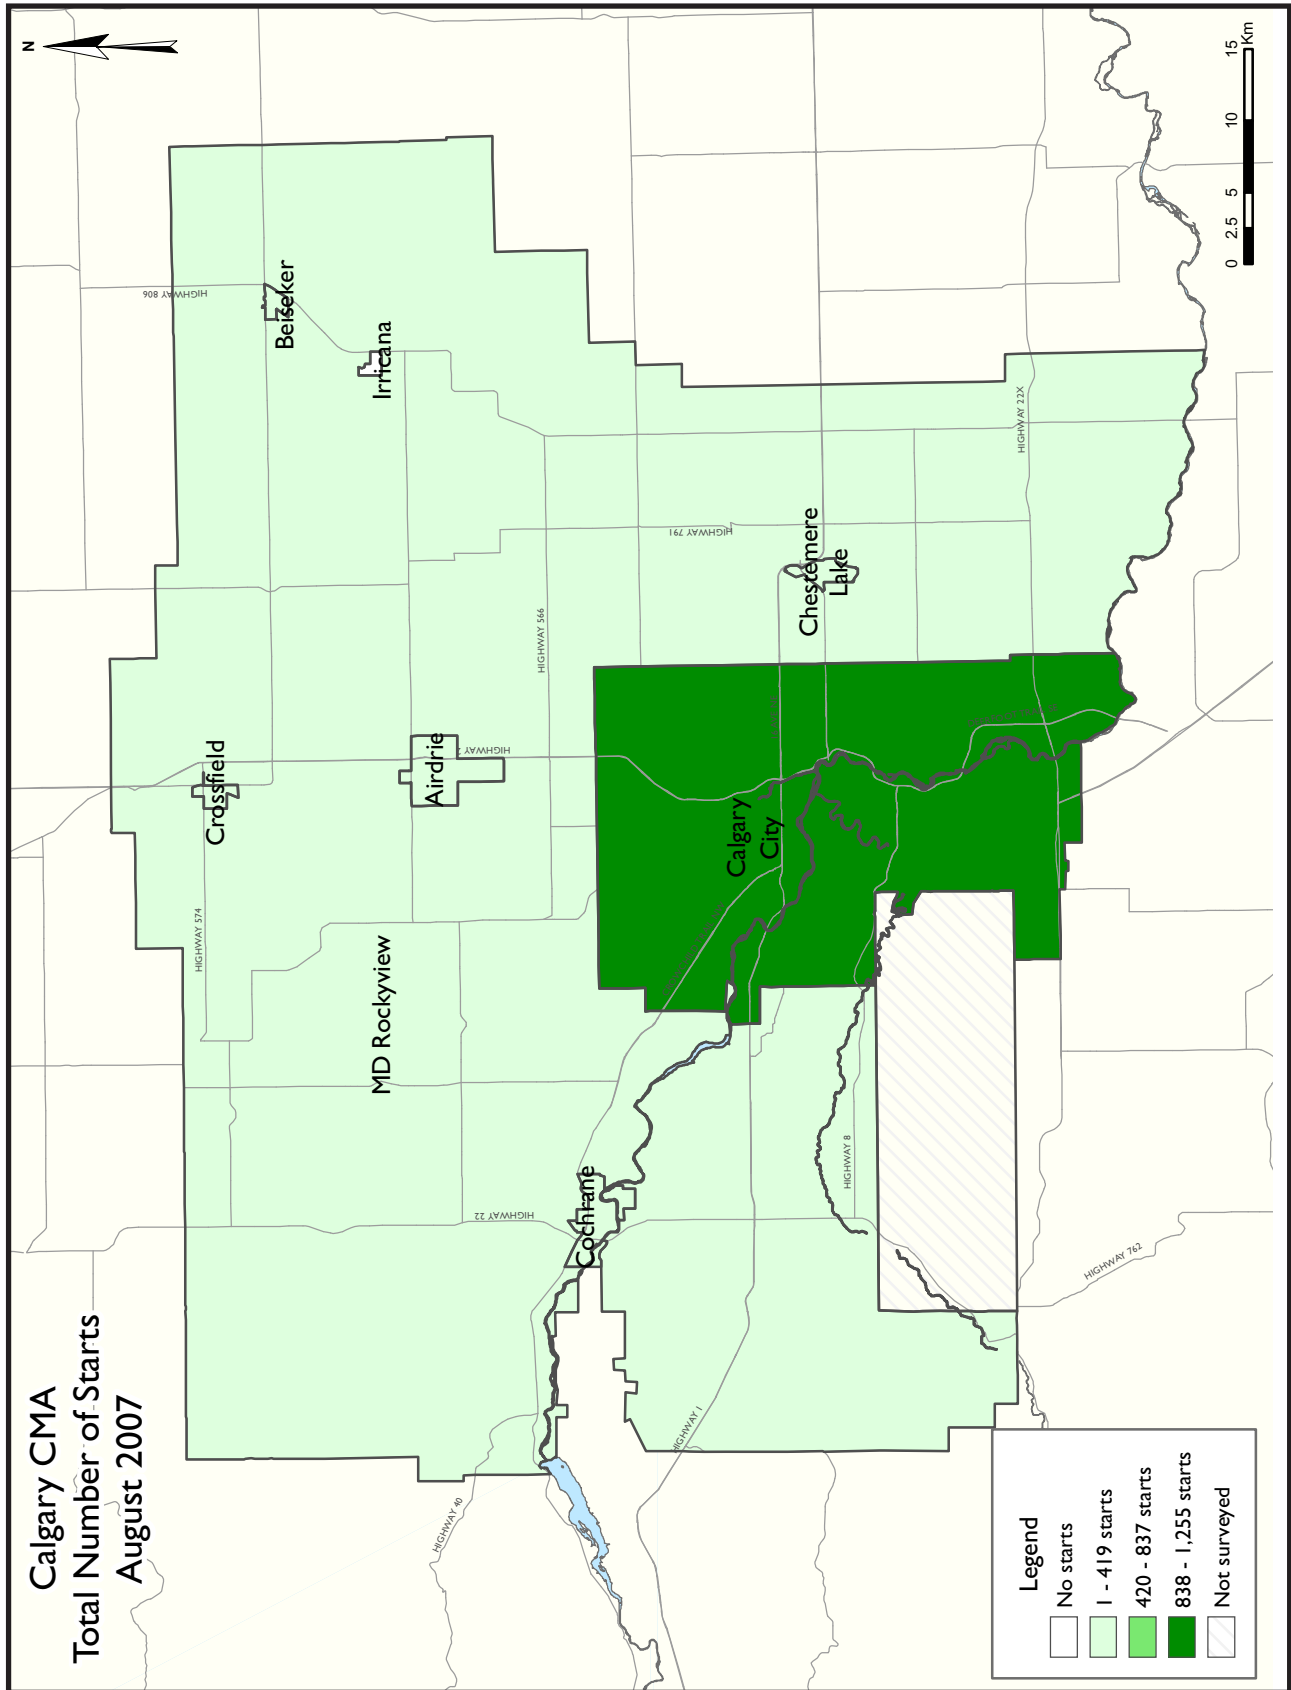 Calgary CMA
Total Number of Starts
August 2007
N
HIGHWAY 806
Beiseker
Irricana
Crossfield
HIGHWAY 574
Airdrie
HIGHWAY 2
HIGHWAY 566
HIGHWAY 791
MD Rockyview
HIGHWAY 22
Cochrane
HIGHWAY 40
HIGHWAY 1
Calgary
City
Chestemere
Lake
HIGHWAY 22X
HIGHWAY 8
HIGHWAY 762
Legend
No starts
1 - 419 starts
420 - 837 starts
838 - 1,255 starts
Not surveyed
0 2.5 5 10 15
Km